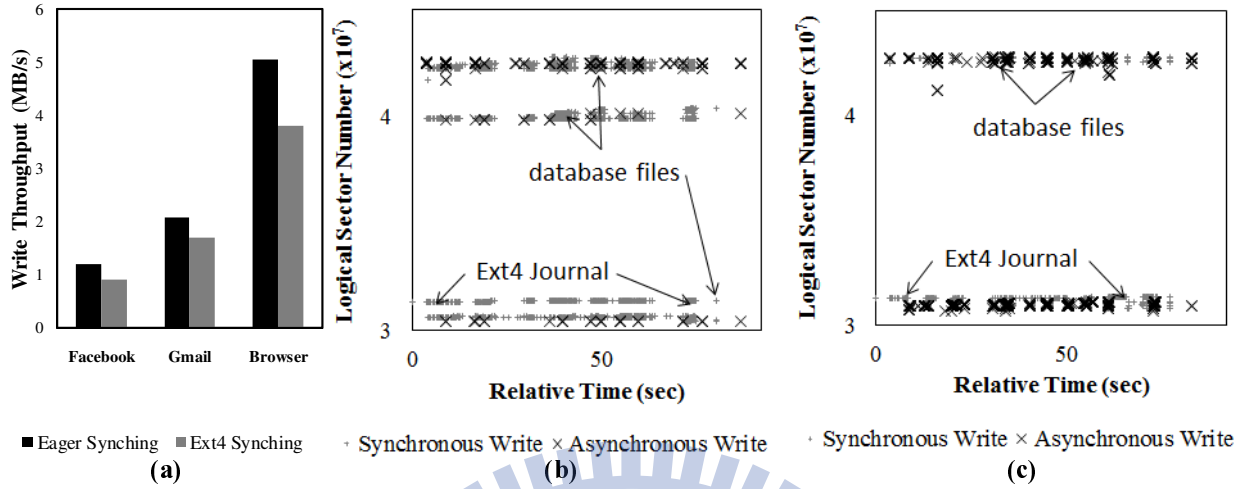 Write Throughput (MB/s)
6
5
4
3
2
1
0
Facebook Gmail Browser
Eager Synching Ext4 Synching
(a)
Logical Sector Number (x10⁷)
4
3
database files
Ext4 Journal
0 50
Relative Time (sec)
Synchronous Write Asynchronous Write
(b)
Logical Sector Number (x10⁷)
4
3
database files
Ext4 Journal
0 50
Relative Time (sec)
Synchronous Write Asynchronous Write
(c)